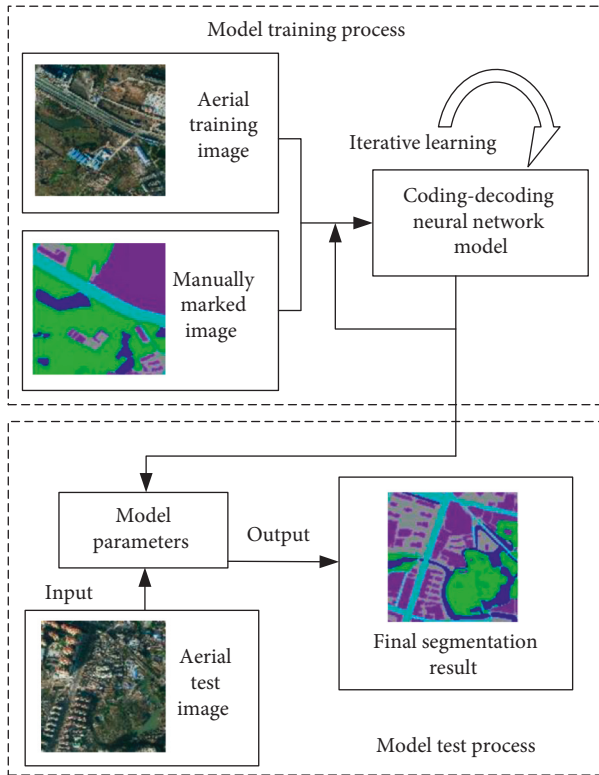 Model training process
Aerial
training
image
Iterative learning
Coding-decoding
neural network
model
Manually
marked
image
Model
parameters
Output
Input
Final segmentation
result
Aerial
test
image
Model test process